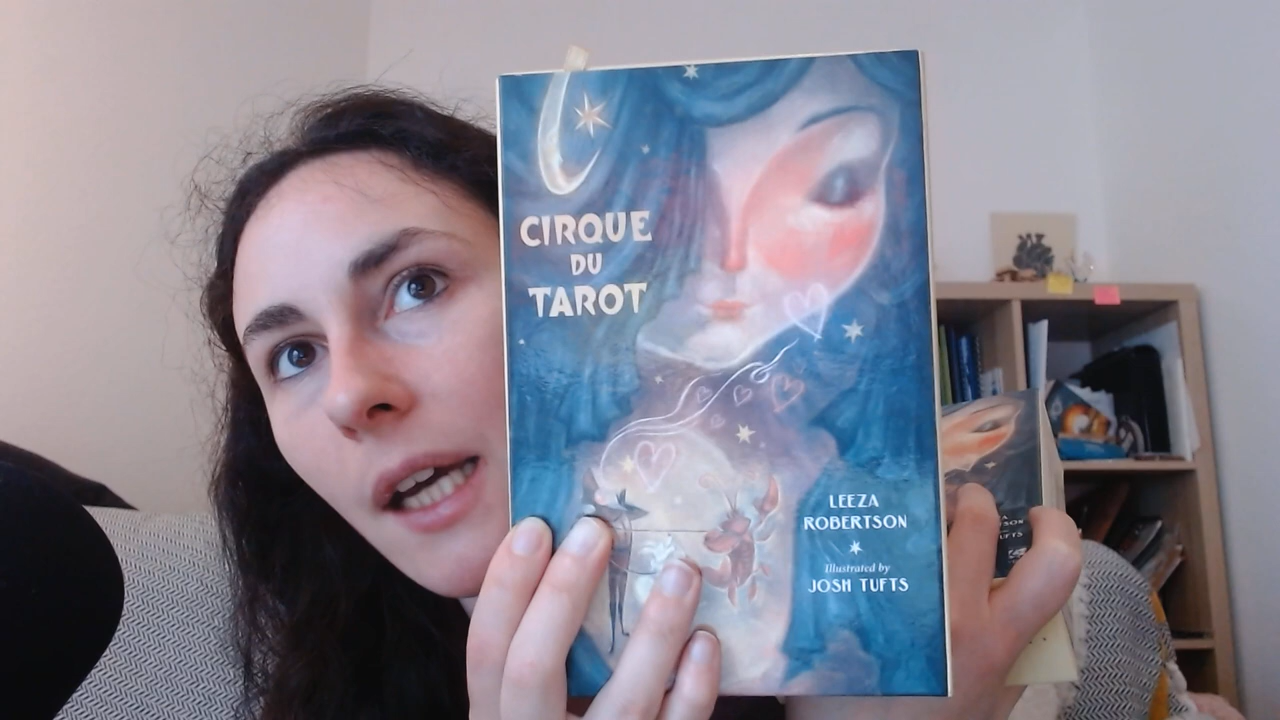 CIRQUE
DU
TAROT
LEEZA
ROBERTSON
Illustrated by
JOSH TUFTS